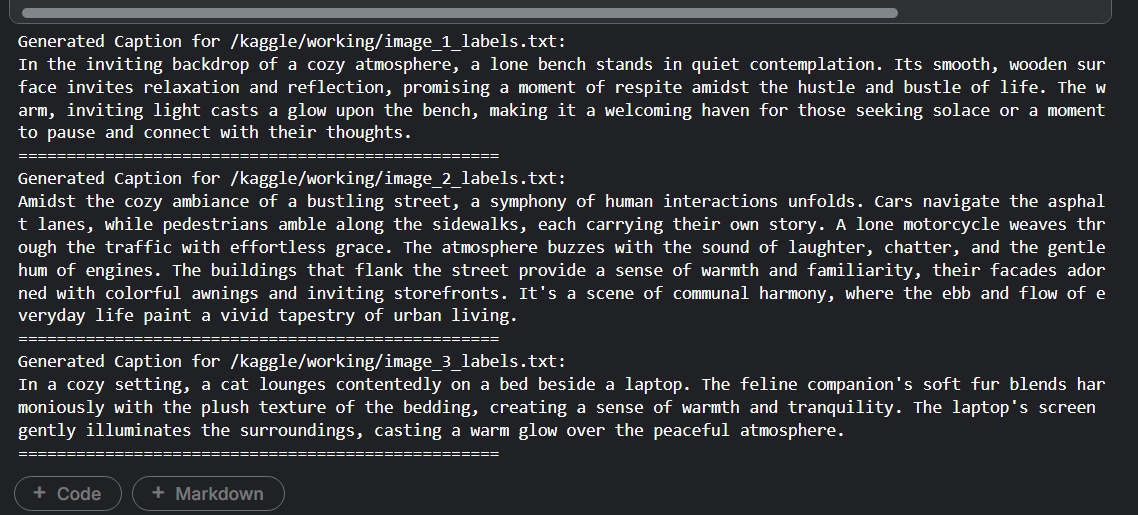 Generated Caption for /kaggle/working/image_1_labels.txt:
In the inviting backdrop of a cozy atmosphere, a lone bench stands in quiet contemplation. Its smooth, wooden sur
face invites relaxation and reflection, promising a moment of respite amidst the hustle and bustle of life. The w
arm, inviting light casts a glow upon the bench, making it a welcoming haven for those seeking solace or a moment
to pause and connect with their thoughts.
==================================================
Generated Caption for /kaggle/working/image_2_labels.txt:
Amidst the cozy ambiance of a bustling street, a symphony of human interactions unfolds. Cars navigate the asphal
t lanes, while pedestrians amble along the sidewalks, each carrying their own story. A lone motorcycle weaves thr
ough the traffic with effortless grace. The atmosphere buzzes with the sound of laughter, chatter, and the gentle
hum of engines. The buildings that flank the street provide a sense of warmth and familiarity, their facades ador
ned with colorful awnings and inviting storefronts. It's a scene of communal harmony, where the ebb and flow of e
veryday life paint a vivid tapestry of urban living.
==================================================
Generated Caption for /kaggle/working/image_3_labels.txt:
In a cozy setting, a cat lounges contentedly on a bed beside a laptop. The feline companion's soft fur blends har
moniously with the plush texture of the bedding, creating a sense of warmth and tranquility. The laptop's screen
gently illuminates the surroundings, casting a warm glow over the peaceful atmosphere.
==================================================
+ Code + Markdown